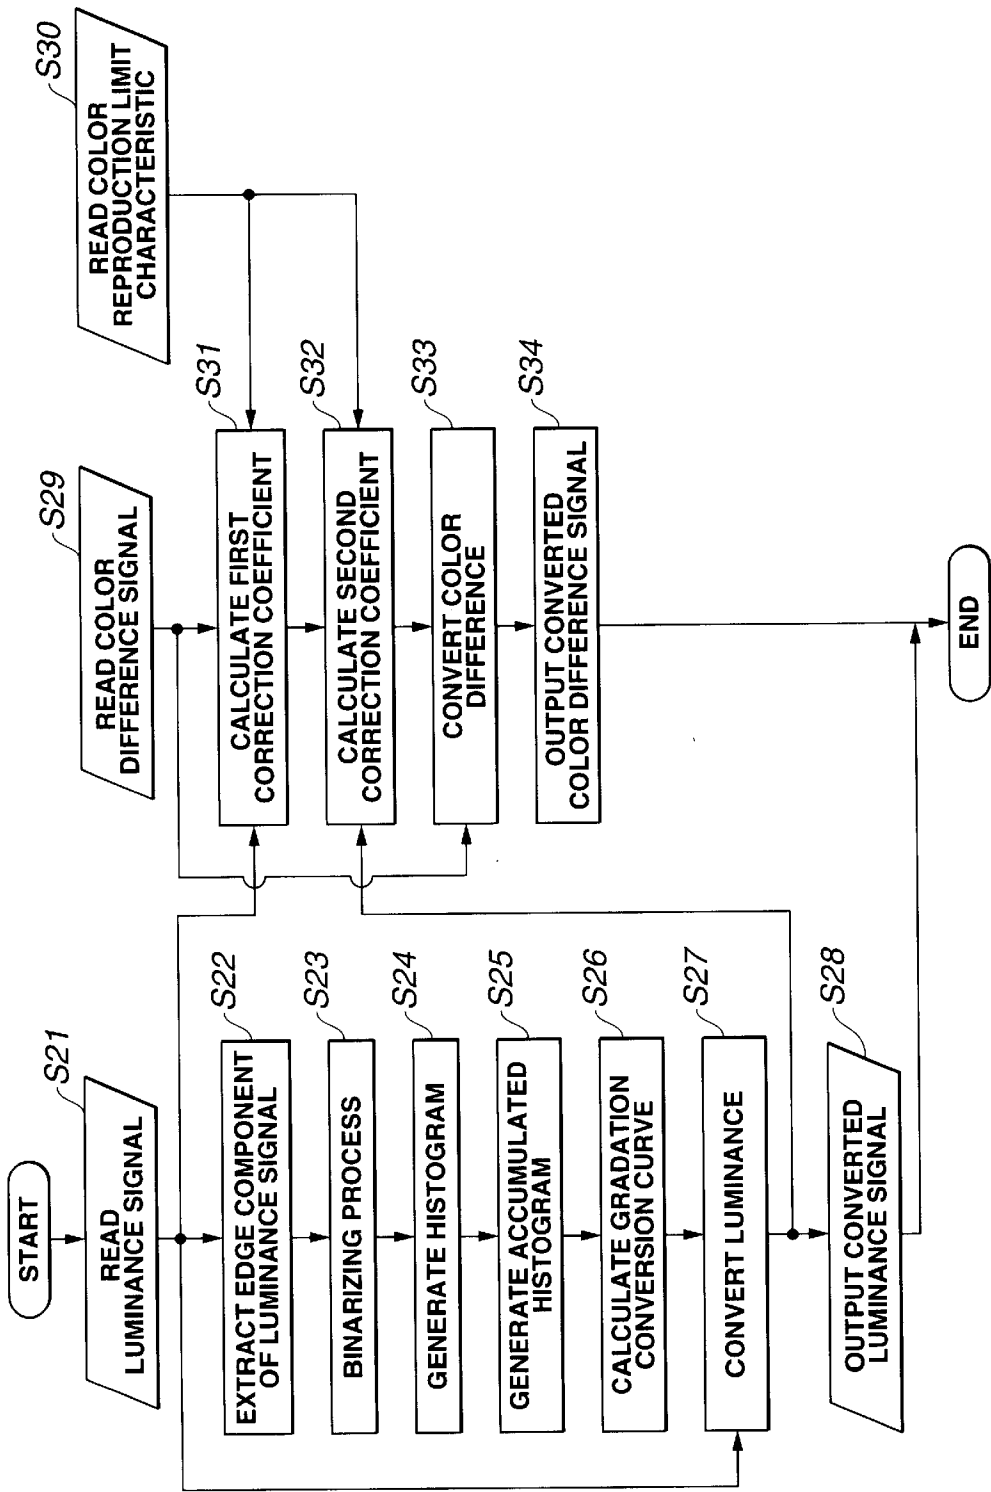 START
S21
READ
LUMINANCE SIGNAL
S22
EXTRACT EDGE COMPONENT
OF LUMINANCE SIGNAL
S23
BINARIZING PROCESS
S24
GENERATE HISTOGRAM
S25
GENERATE ACCUMULATED
HISTOGRAM
S26
CALCULATE GRADATION
CONVERSION CURVE
S27
CONVERT LUMINANCE
S28
OUTPUT CONVERTED
LUMINANCE SIGNAL
S29
READ COLOR
DIFFERENCE SIGNAL
S30
READ COLOR
REPRODUCTION LIMIT
CHARACTERISTIC
S31
CALCULATE FIRST
CORRECTION COEFFICIENT
S32
CALCULATE SECOND
CORRECTION COEFFICIENT
S33
CONVERT COLOR
DIFFERENCE
S34
OUTPUT CONVERTED
COLOR DIFFERENCE SIGNAL
END